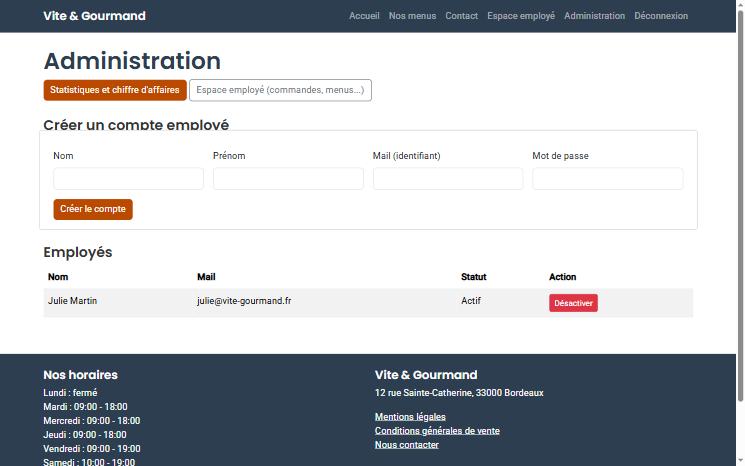 Vite & Gourmand
Accueil Nos menus Contact Espace employé Administration Déconnexion
Administration
Statistiques et chiffre d'affaires Espace employé (commandes, menus...)
Créer un compte employé
Nom Prénom Mail (identifiant) Mot de passe
Créer le compte
Employés
Nom Mail Statut Action
Julie Martin julie@vite-gourmand.fr Actif Désactiver
Nos horaires
Lundi : fermé
Mardi : 09:00 - 18:00
Mercredi : 09:00 - 18:00
Jeudi : 09:00 - 18:00
Vendredi : 09:00 - 19:00
Samedi : 10:00 - 19:00
Vite & Gourmand
12 rue Sainte-Catherine, 33000 Bordeaux
Mentions légales
Conditions générales de vente
Nous contacter